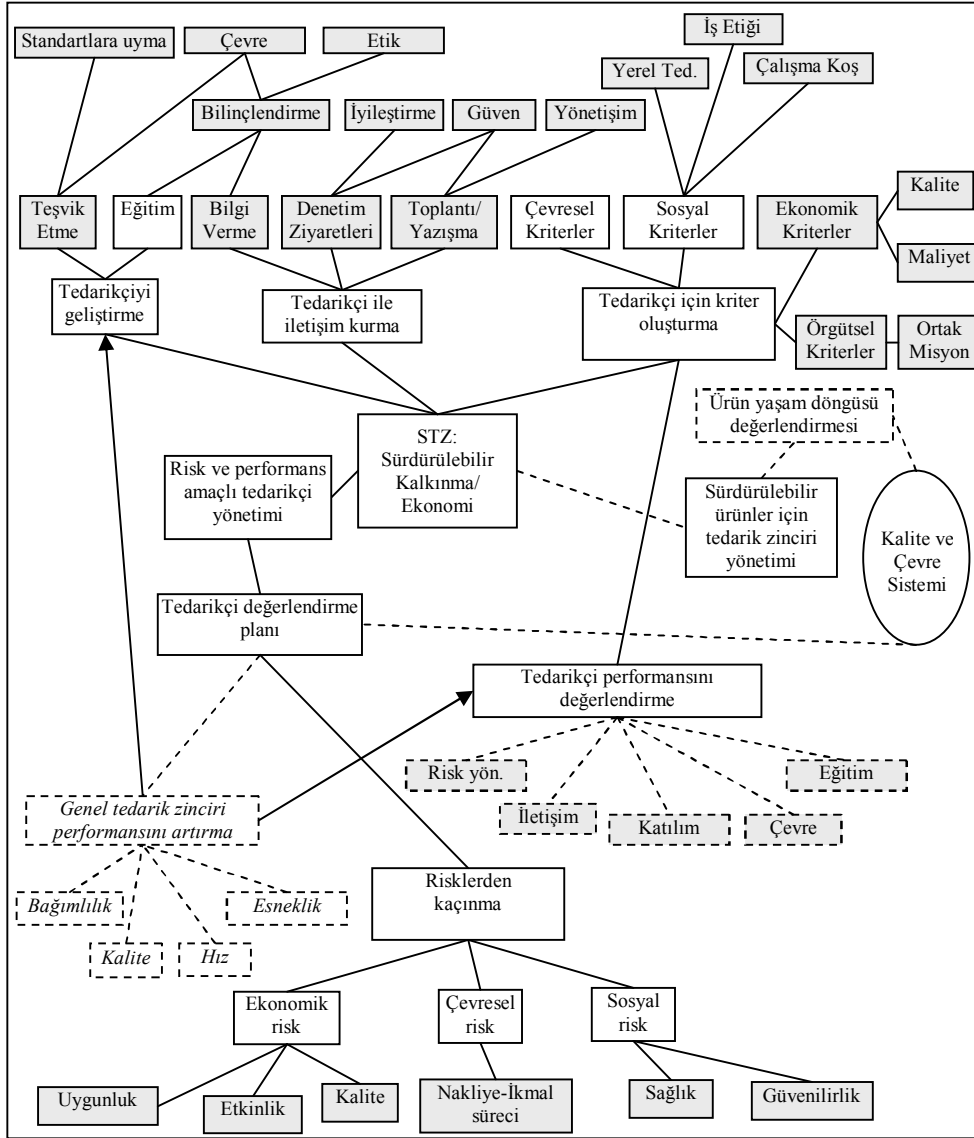 İş Etiği
Standartlara uyma
Çevre
Etik
Yerel Ted.
Çalışma Koş
Bilinçlendirme
İyileştirme
Güven
Yönetişim
Teşvik
Etme
Eğitim
Bilgi
Verme
Denetim
Ziyaretleri
Toplantı/
Yazışma
Çevresel
Kriterler
Sosyal
Kriterler
Ekonomik
Kriterler
Kalite
Maliyet
Tedarikçiyi
geliştirme
Tedarikçi ile
iletişim kurma
Tedarikçi için kriter
oluşturma
Örgütsel
Kriterler
Ortak
Misyon
Ürün yaşam döngüsü
değerlendirmesi
STZ:
Sürdürülebilir
Kalkınma/
Ekonomi
Risk ve performans
amaçlı tedarikçi
yönetimi
Sürdürülebilir
ürünler için
tedarik zinciri
yönetimi
Kalite ve
Çevre
Sistemi
Tedarikçi değerlendirme
planı
Tedarikçi performansını
değerlendirme
Risk yön.
Eğitim
İletişim
Katılım
Çevre
Genel tedarik zinciri
performansını artırma
Bağımlılık
Esneklik
Kalite
Hız
Risklerden
kaçınma
Ekonomik
risk
Çevresel
risk
Sosyal
risk
Uygunluk
Etkinlik
Kalite
Nakliye-İkmal
süreci
Sağlık
Güvenilirlik